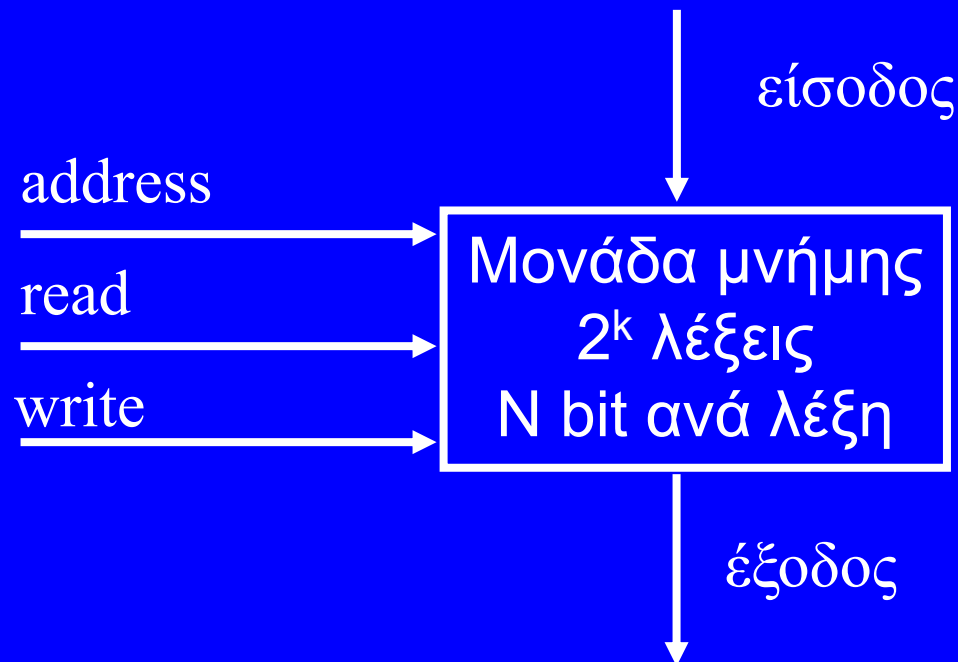 είσοδος
address
read
write
Μονάδα μνήμης
2ᵏ λέξεις
N bit ανά λέξη
έξοδος